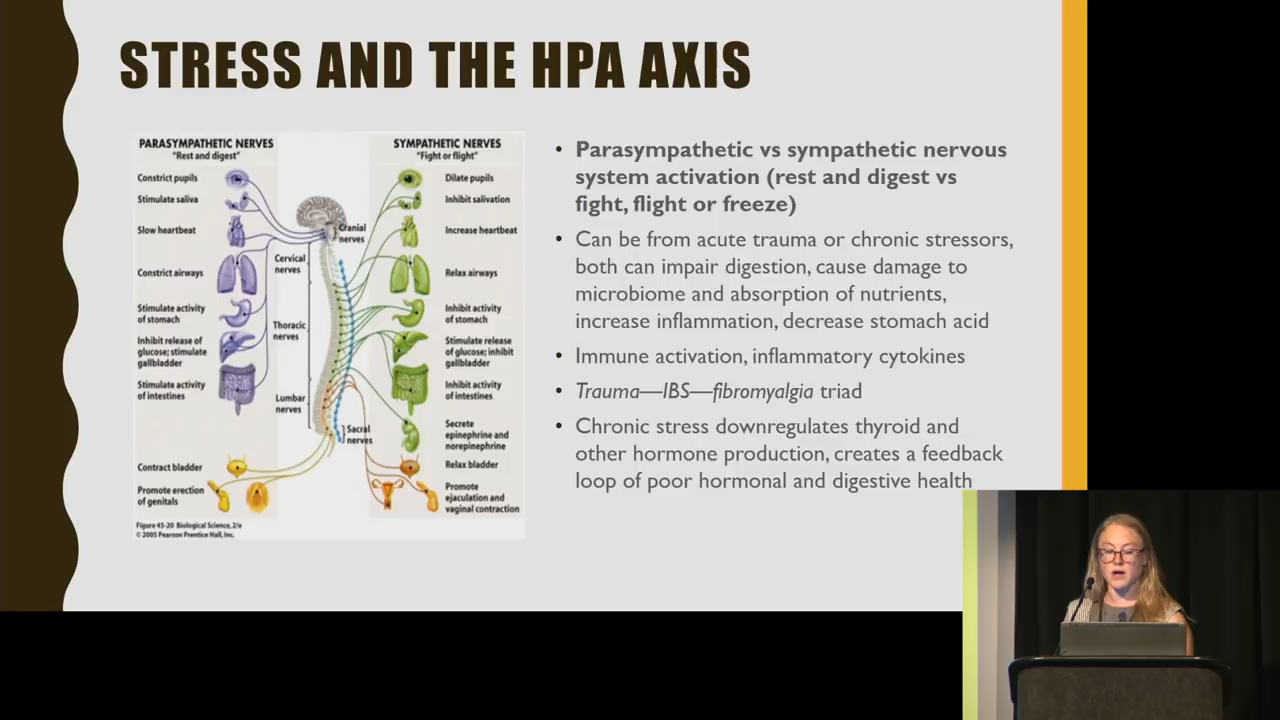 STRESS AND THE HPA AXIS
PARASYMPATHETIC NERVES
"Rest and digest"
Constrict pupils
Stimulate saliva
Slow heartbeat
Constrict airways
Stimulate activity
of stomach
Inhibit release of
glucose; stimulate
gallbladder
Stimulate activity
of intestines
Contract bladder
Promote erection
of genitals
Cranial
nerves
Cervical
nerves
Thoracic
nerves
Lumbar
nerves
Sacral
nerves
SYMPATHETIC NERVES
"Fight or flight"
Dilate pupils
Inhibit salivation
Increase heartbeat
Relax airways
Inhibit activity
of stomach
Stimulate release
of glucose; inhibit
gallbladder
Inhibit activity
of intestines
Secrete
epinephrine and
norepinephrine
Relax bladder
Promote
ejaculation and
vaginal contraction
Figure 45-20 Biological Science, 2/e
© 2005 Pearson Prentice Hall, Inc.
• Parasympathetic vs sympathetic nervous
system activation (rest and digest vs
fight, flight or freeze)
• Can be from acute trauma or chronic stressors,
both can impair digestion, cause damage to
microbiome and absorption of nutrients,
increase inflammation, decrease stomach acid
• Immune activation, inflammatory cytokines
• Trauma—IBS—fibromyalgia triad
• Chronic stress downregulates thyroid and
other hormone production, creates a feedback
loop of poor hormonal and digestive health